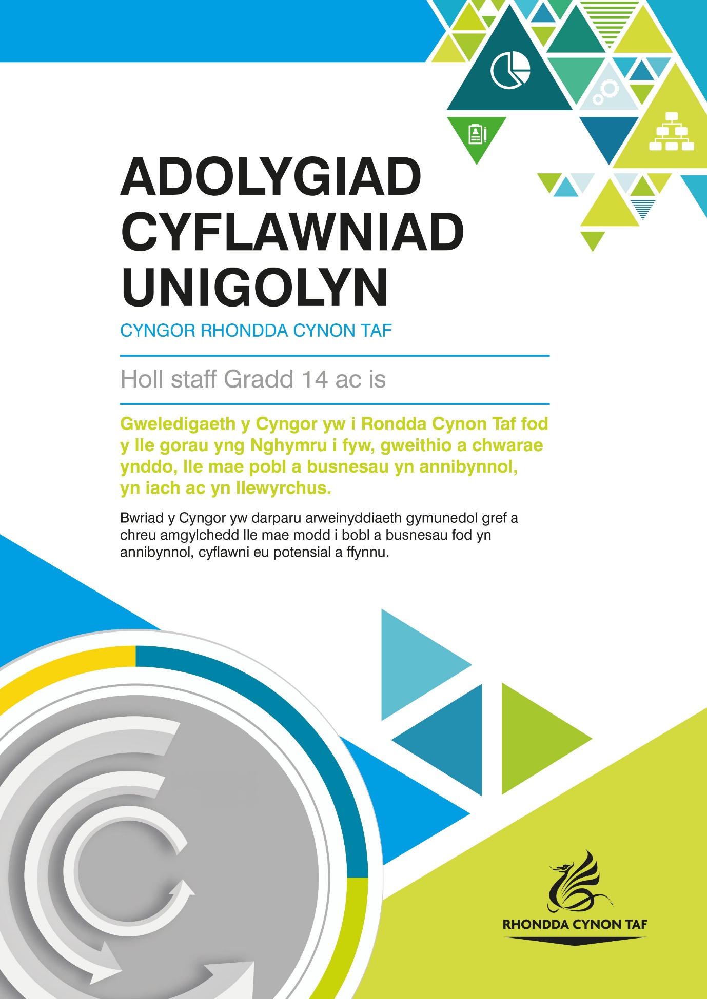 ADOLYGIAD
CYFLAWNIAD
UNIGOLYN
CYNGOR RHONDDA CYNON TAF
Holl staff Gradd 14 ac is
Gweledigaeth y Cyngor yw i Rondda Cynon Taf fod
y lle gorau yng Nghymru i fyw, gweithio a chwarae
ynddo, lle mae pobl a busnesau yn annibynnol,
yn iach ac yn llewyrchus.
Bwriad y Cyngor yw darparu arweinyddiaeth gymunedol gref a
chreu amgylchedd lle mae modd i bobl a busnesau fod yn
annibynnol, cyflawni eu potensial a ffynnu.
RHONDDA CYNON TAF